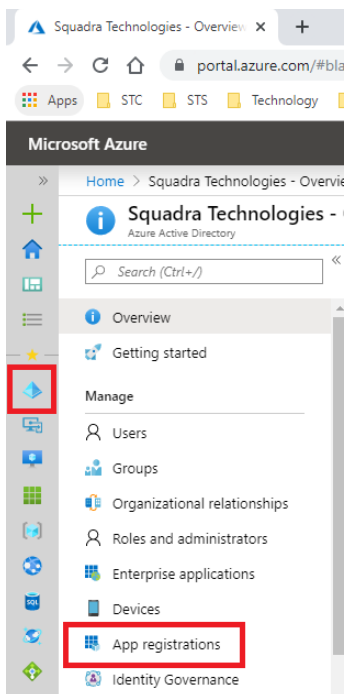 Squadra Technologies - Overview
portal.azure.com/#bla
Apps STC STS Technology
Microsoft Azure
Home > Squadra Technologies - Overvie
Squadra Technologies -
Azure Active Directory
Search (Ctrl+/)
Overview
Getting started
Manage
Users
Groups
Organizational relationships
Roles and administrators
Enterprise applications
Devices
SQL
App registrations
Identity Governance